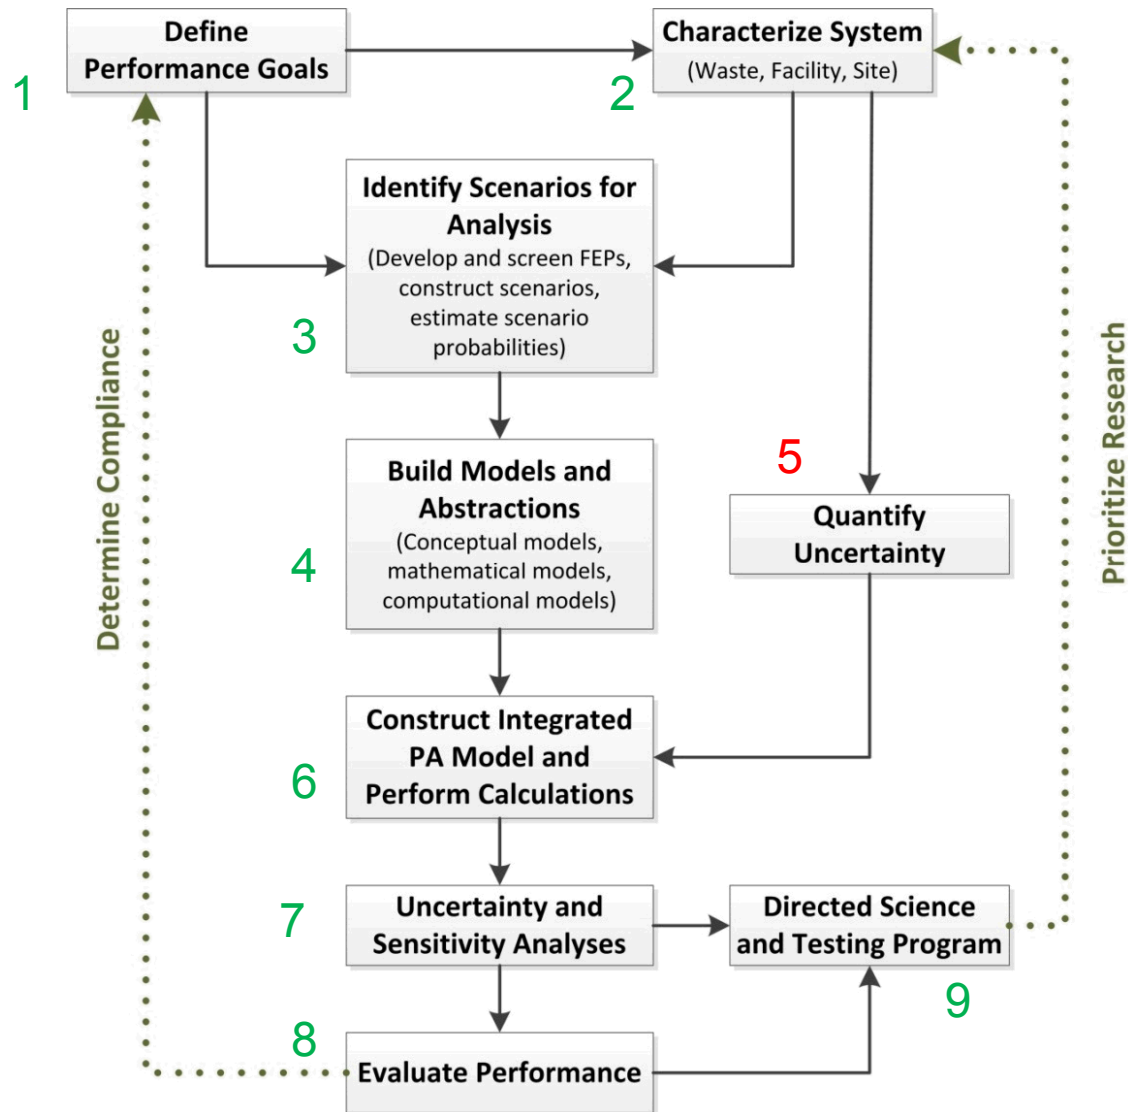 Define
Performance Goals
1
Characterize System
(Waste, Facility, Site)
2
Identify Scenarios for
Analysis
(Develop and screen FEPs,
construct scenarios,
estimate scenario
probabilities)
3
Build Models and
Abstractions
(Conceptual models,
mathematical models,
computational models)
4
5
Quantify
Uncertainty
Construct Integrated
PA Model and
Perform Calculations
6
7
Uncertainty and
Sensitivity Analyses
Directed Science
and Testing Program
9
8
Evaluate Performance
Determine Compliance
Prioritize Research